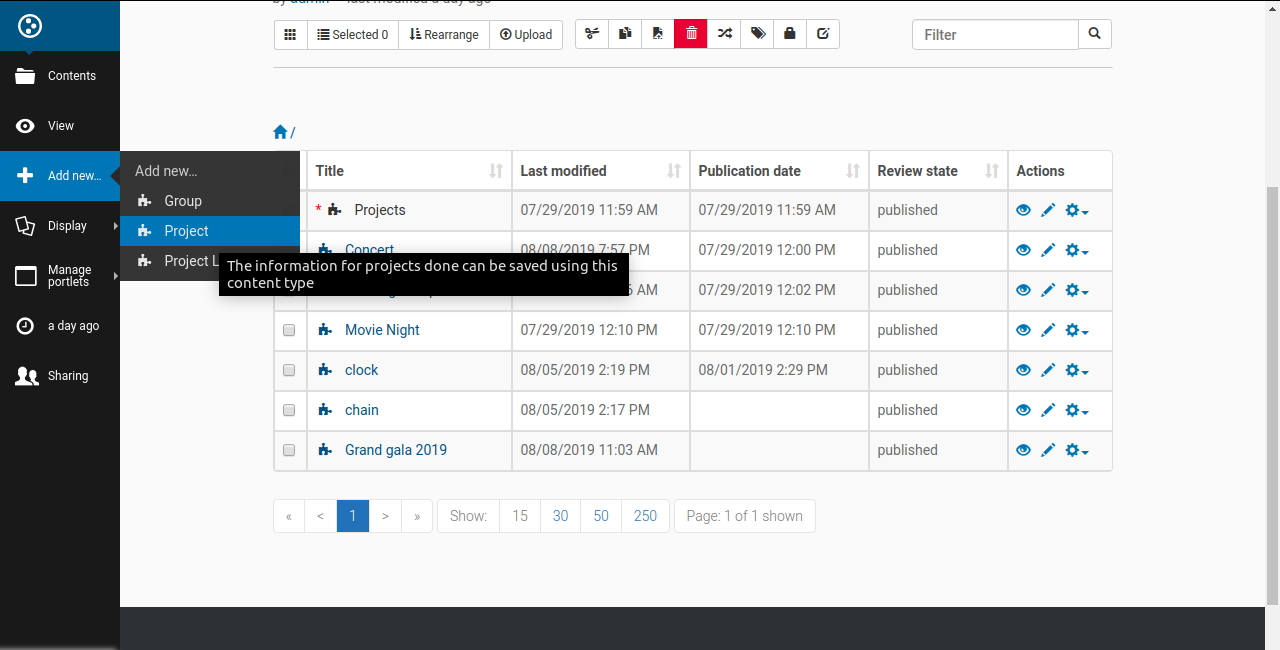 by admin — last modified a day ago
Selected 0 Rearrange Upload Filter
Contents
View
Add new...
Display
Manage portlets
a day ago
Sharing
Add new...
Group
Project
Project L
The information for projects done can be saved using this
content type
/
Title Last modified Publication date Review state Actions
* Projects 07/29/2019 11:59 AM 07/29/2019 11:59 AM published
Concert 08/08/2019 7:57 PM 07/29/2019 12:00 PM published
6 AM 07/29/2019 12:02 PM published
Movie Night 07/29/2019 12:10 PM 07/29/2019 12:10 PM published
clock 08/05/2019 2:19 PM 08/01/2019 2:29 PM published
chain 08/05/2019 2:17 PM published
Grand gala 2019 08/08/2019 11:03 AM published
« < 1 > » Show: 15 30 50 250 Page: 1 of 1 shown